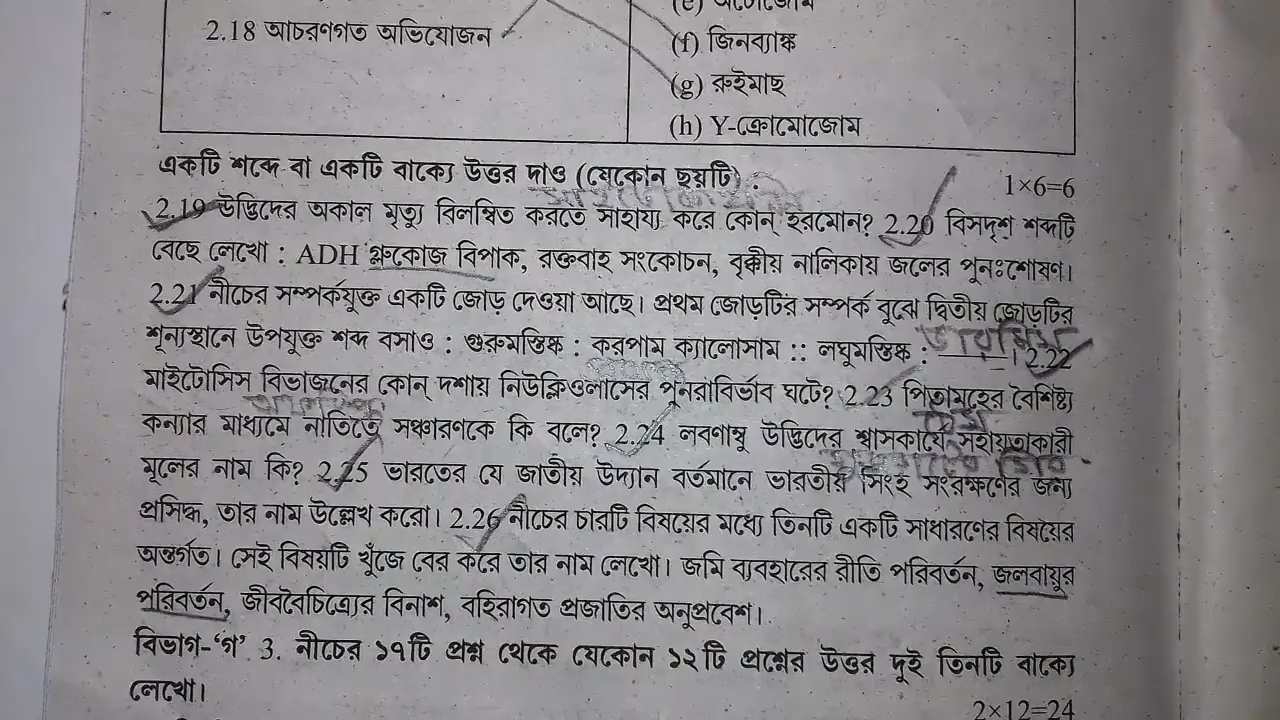 2.18 আচরণগত অভিযোজন
(f) জিনব্যাঙ্ক
(g) রুইমাছ
(h) Y-ক্রোমোজোম
একটি শব্দে বা একটি বাক্যে উত্তর দাও (যেকোন ছয়টি) :
1×6=6
2.19 উদ্ভিদের অকাল মৃত্যু বিলম্বিত করতে সাহায্য করে কোন্ হরমোন? 2.20 বিসদৃশ শব্দটি
বেছে লেখো : ADH গ্লুকোজ বিপাক, রক্তবাহ সংকোচন, বৃক্কীয় নালিকায় জলের পুনঃশোষণ।
2.21 নীচের সম্পর্কযুক্ত একটি জোড় দেওয়া আছে। প্রথম জোড়টির সম্পর্ক বুঝে দ্বিতীয় জোড়টির
শূন্যস্থানে উপযুক্ত শব্দ বসাও : গুরুমস্তিষ্ক : করপাম ক্যালোসাম :: লঘুমস্তিষ্ক : ______। 2.22
মাইটোসিস বিভাজনের কোন্ দশায় নিউক্লিওলাসের পুনরাবির্ভাব ঘটে? 2.23 পিতামহের বৈশিষ্ট্য
কন্যার মাধ্যমে নাতিতে সঞ্চারণকে কি বলে? 2.24 লবণাম্বু উদ্ভিদের শ্বাসকার্যে সহায়তাকারী
মূলের নাম কি? 2.25 ভারতের যে জাতীয় উদ্যান বর্তমানে ভারতীয় সিংহ সংরক্ষণের জন্য
প্রসিদ্ধ, তার নাম উল্লেখ করো। 2.26 নীচের চারটি বিষয়ের মধ্যে তিনটি একটি সাধারণের বিষয়ের
অন্তর্গত। সেই বিষয়টি খুঁজে বের করে তার নাম লেখো। জমি ব্যবহারের রীতি পরিবর্তন, জলবায়ুর
পরিবর্তন, জীববৈচিত্র্যের বিনাশ, বহিরাগত প্রজাতির অনুপ্রবেশ।
বিভাগ-‘গ’ 3. নীচের ১৭টি প্রশ্ন থেকে যেকোন ১২টি প্রশ্নের উত্তর দুই তিনটি বাক্যে
লেখো।
2×12=24